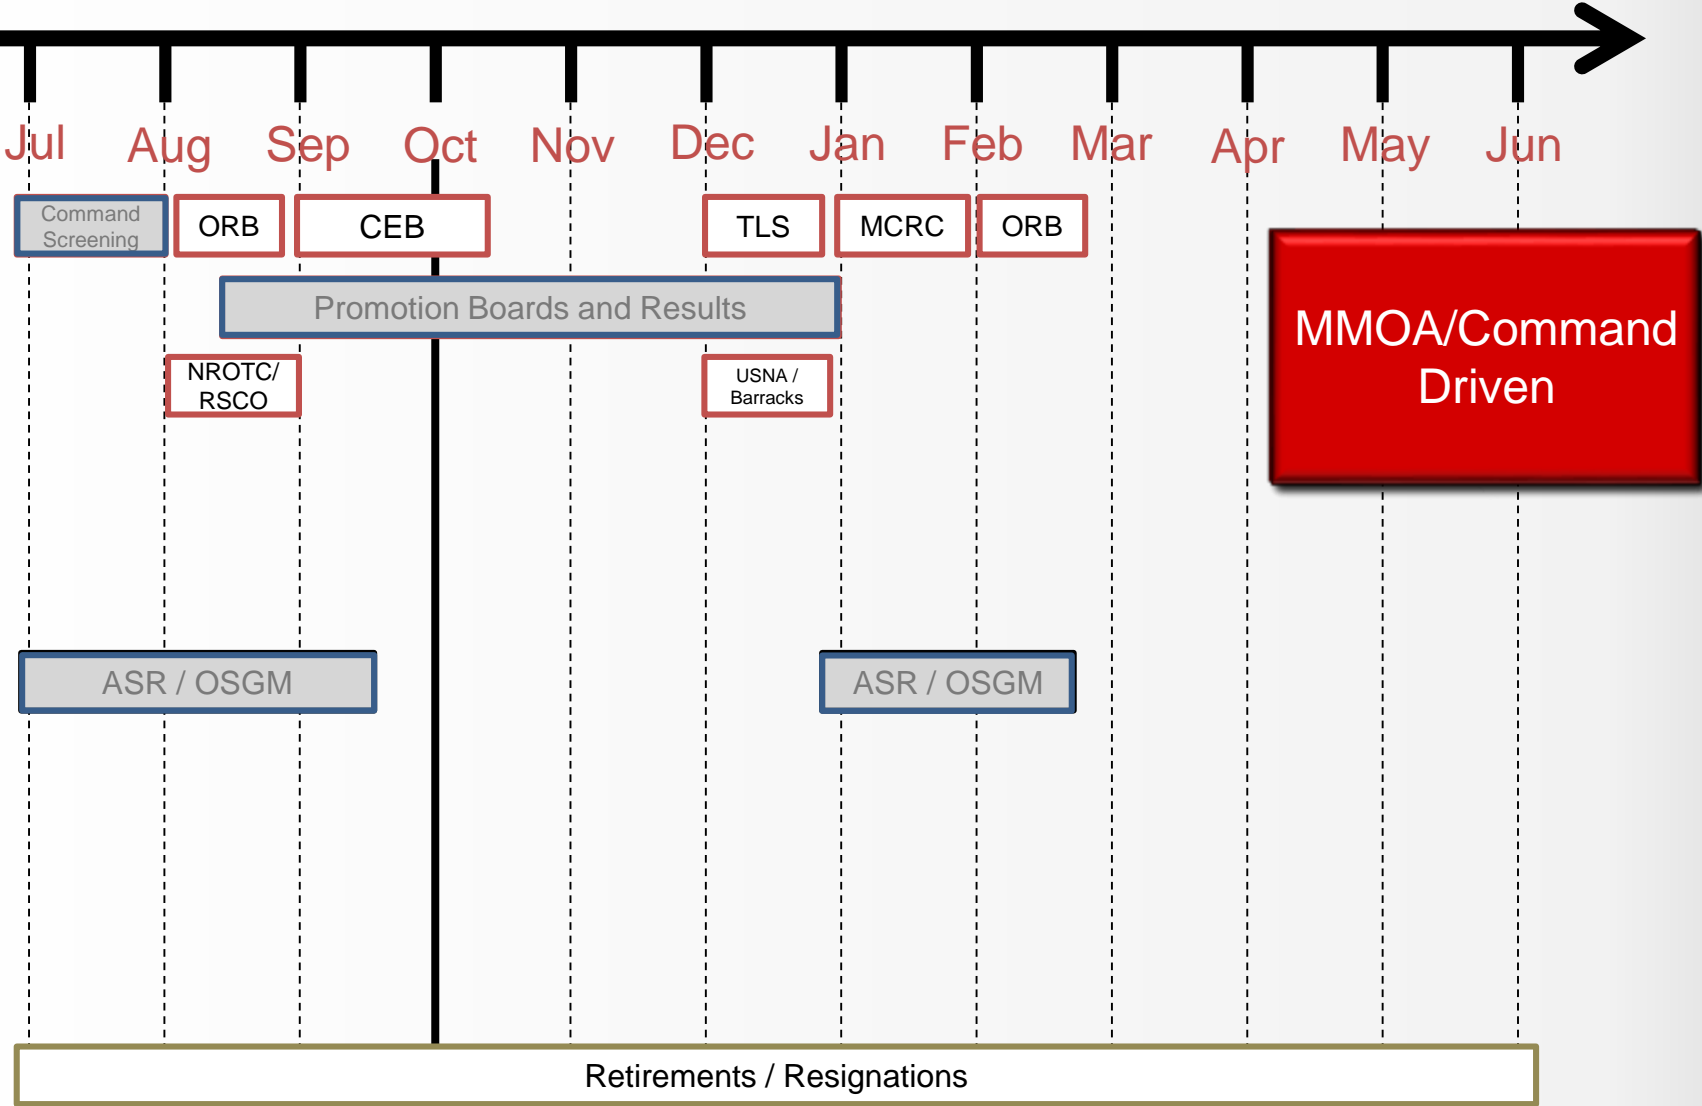 Jul Aug Sep Oct Nov Dec Jan Feb Mar Apr May Jun
Command
Screening
ORB
CEB
TLS
MCRC
ORB
Promotion Boards and Results
MMOA/Command
Driven
NROTC/
RSCO
USNA /
Barracks
ASR / OSGM
ASR / OSGM
Retirements / Resignations